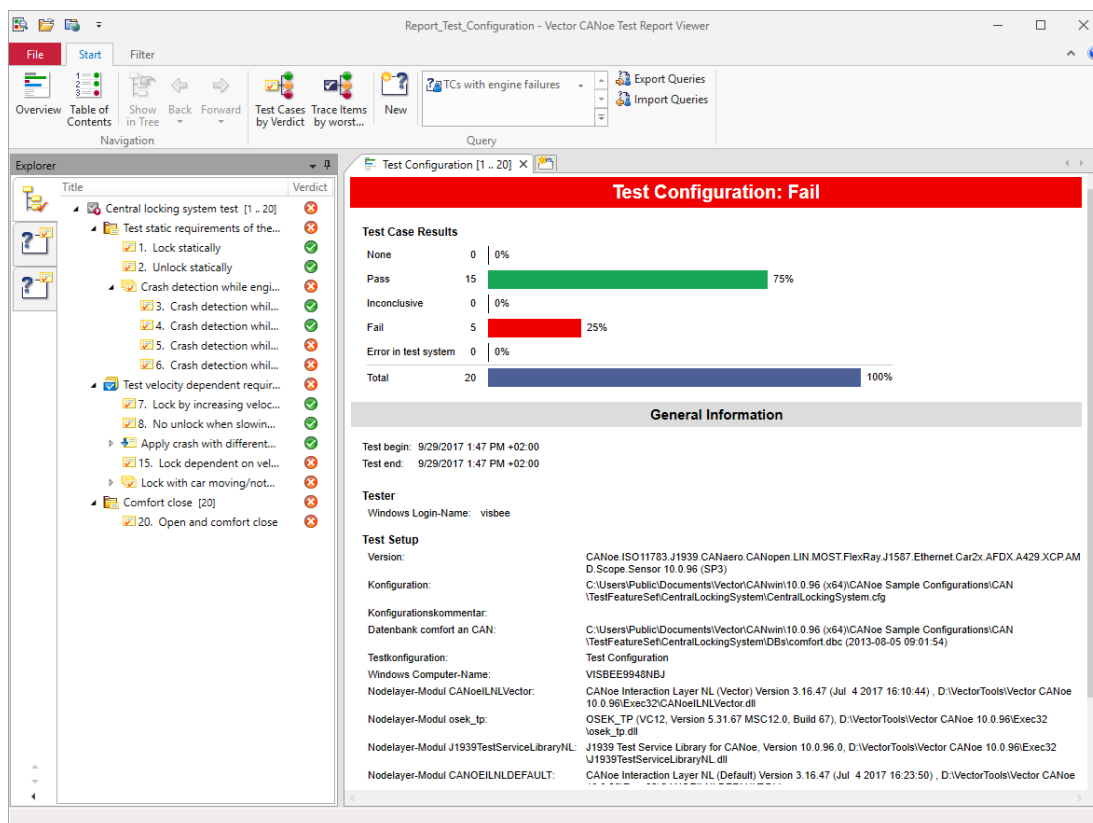 Report_Test_Configuration - Vector CANoe Test Report Viewer
File Start Filter
Overview Table of Contents Show in Tree Back Forward Test Cases by Verdict Trace Items by worst... New TCs with engine failures Export Queries
Import Queries
Navigation Query
Explorer
Title Verdict
Central locking system test [1 .. 20]
Test static requirements of the...
1. Lock statically
2. Unlock statically
Crash detection while engi...
3. Crash detection whil...
4. Crash detection whil...
5. Crash detection whil...
6. Crash detection whil...
Test velocity dependent requir...
7. Lock by increasing veloc...
8. No unlock when slowin...
Apply crash with different...
15. Lock dependent on vel...
Lock with car moving/not...
Comfort close [20]
20. Open and comfort close
Test Configuration [1 .. 20]
Test Configuration: Fail
Test Case Results
None 0 0%
Pass 15 75%
Inconclusive 0 0%
Fail 5 25%
Error in test system 0 0%
Total 20 100%
General Information
Test begin: 9/29/2017 1:47 PM +02:00
Test end: 9/29/2017 1:47 PM +02:00
Tester
Windows Login-Name: visbee
Test Setup
Version: CANoe.ISO11783.J1939.CANaero.CANopen.LIN.MOST.FlexRay.J1587.Ethernet.Car2x.AFDX.A429.XCP.AM
D.Scope.Sensor 10.0.96 (SP3)
Konfiguration: C:\Users\Public\Documents\Vector\CANwin\10.0.96 (x64)\CANoe Sample Configurations\CAN
\TestFeatureSet\CentralLockingSystem\CentralLockingSystem.cfg
Konfigurationskommentar:
Datenbank comfort an CAN: C:\Users\Public\Documents\Vector\CANwin\10.0.96 (x64)\CANoe Sample Configurations\CAN
\TestFeatureSet\CentralLockingSystem\DBs\comfort.dbc (2013-08-05 09:01:54)
Testkonfiguration: Test Configuration
Windows Computer-Name: VISBEE9948NBJ
Nodelayer-Modul CANoeILNLVector: CANoe Interaction Layer NL (Vector) Version 3.16.47 (Jul 4 2017 16:10:44) , D:\VectorTools\Vector CANoe
10.0.96\Exec32\CANoeILNLVector.dll
Nodelayer-Modul osek_tp: OSEK_TP (VC12, Version 5.31.67 MSC12.0, Build 67), D:\VectorTools\Vector CANoe 10.0.96\Exec32
\osek_tp.dll
Nodelayer-Modul J1939TestServiceLibraryNL: J1939 Test Service Library for CANoe, Version 10.0.96.0, D:\VectorTools\Vector CANoe 10.0.96\Exec32
\J1939TestServiceLibraryNL.dll
Nodelayer-Modul CANOEILNLDEFAULT: CANoe Interaction Layer NL (Default) Version 3.16.47 (Jul 4 2017 16:23:50) , D:\VectorTools\Vector CANoe